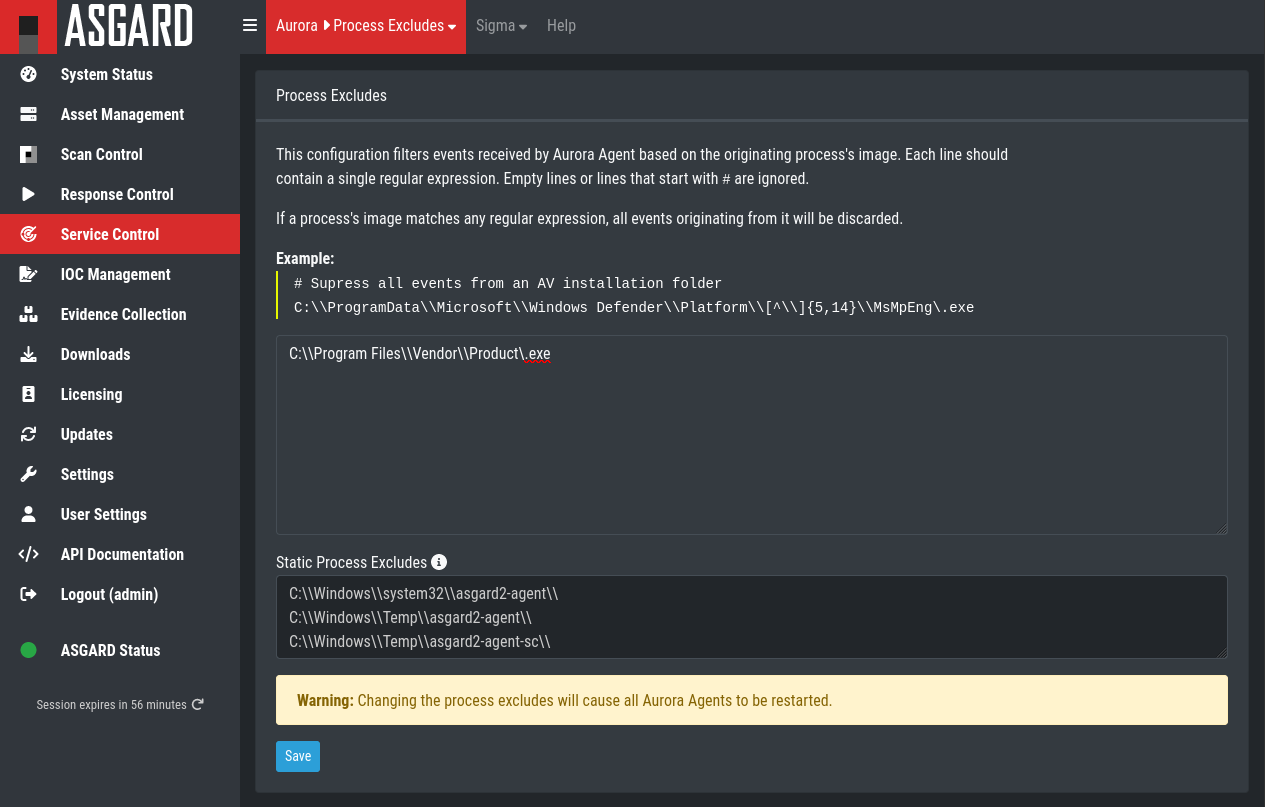 ASGARD
Aurora Process Excludes
Sigma
Help
System Status
Asset Management
Scan Control
Response Control
Service Control
IOC Management
Evidence Collection
Downloads
Licensing
Updates
Settings
User Settings
API Documentation
Logout (admin)
ASGARD Status
Session expires in 56 minutes
Process Excludes
This configuration filters events received by Aurora Agent based on the originating process's image. Each line should
contain a single regular expression. Empty lines or lines that start with # are ignored.
If a process's image matches any regular expression, all events originating from it will be discarded.
Example:
# Supress all events from an AV installation folder
C:\\ProgramData\\Microsoft\\Windows Defender\\Platform\\[^\\]{5,14}\\MsMpEng\.exe
C:\\Program Files\\Vendor\\Product\.exe
Static Process Excludes
C:\\Windows\\system32\\asgard2-agent\\
C:\\Windows\\Temp\\asgard2-agent\\
C:\\Windows\\Temp\\asgard2-agent-sc\\
Warning: Changing the process excludes will cause all Aurora Agents to be restarted.
Save